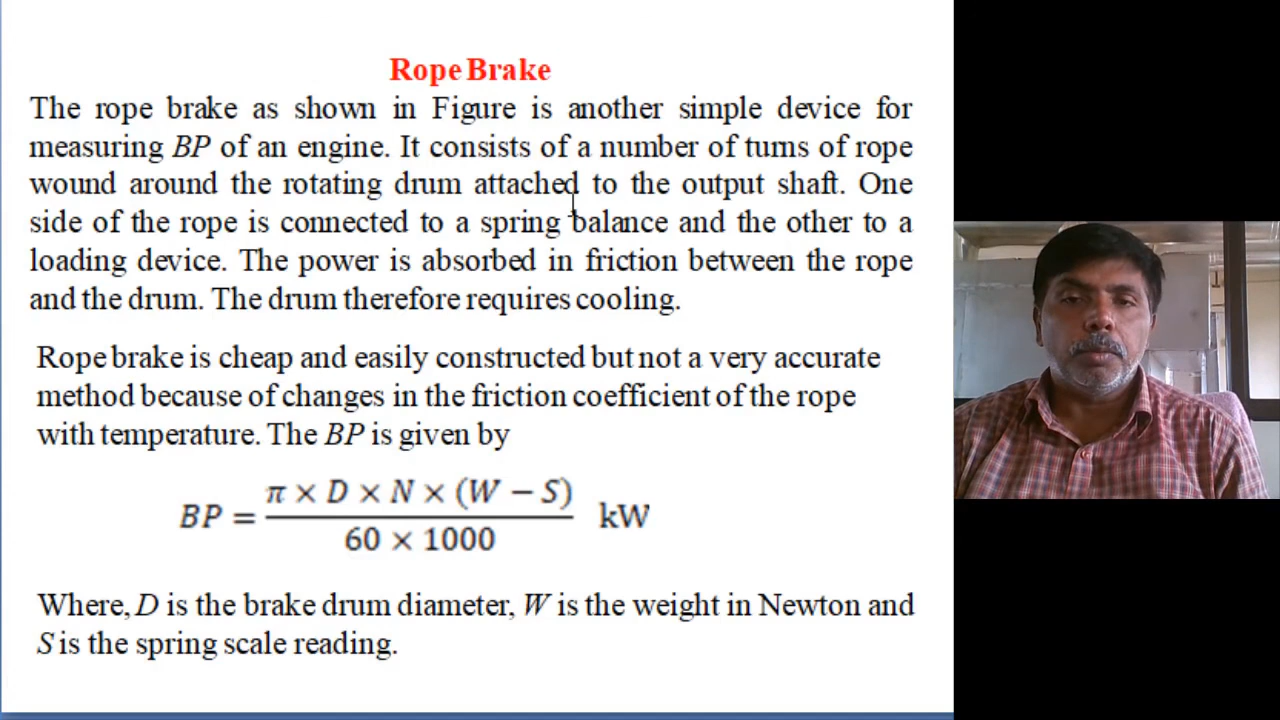 Rope Brake
The rope brake as shown in Figure is another simple device for
measuring BP of an engine. It consists of a number of turns of rope
wound around the rotating drum attached to the output shaft. One
side of the rope is connected to a spring balance and the other to a
loading device. The power is absorbed in friction between the rope
and the drum. The drum therefore requires cooling.
Rope brake is cheap and easily constructed but not a very accurate
method because of changes in the friction coefficient of the rope
with temperature. The BP is given by
BP = π × D × N × (W − S) / 60 × 1000 kW
Where, D is the brake drum diameter, W is the weight in Newton and
S is the spring scale reading.